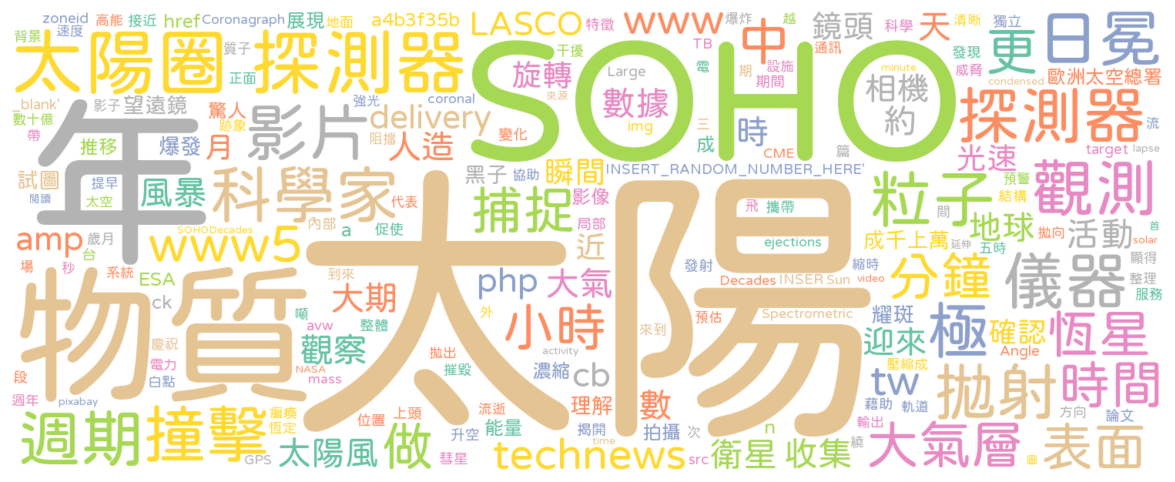 zoneid 高能 接近 href Coronagraph 展現 地面 a4b3f35b LASCO 特徵 www 爆炸 鏡頭 越 科學 天 清晰 獨立 日冕
背景 速度 質子 正面 干擾 TB 中 電 設施 通訊 發現 威脅 更 歐洲太空總署
太陽圈 探測器 SOHO 旋轉 Large 數據 期 期間 相機 minute condensed 探測器
_blank' 影子 望遠鏡 驚人 影片 強光 coronal delivery 來源 img 時 約 流
數十億 帶 跡象 阻擋 人造 變化 三 成 CME 篇 光速 target lapse
年 推移 爆發 月 黑子 協助 瞬間 INSERT_RANDOM_NUMBER_HERE' 粒子 預警 結構 觀測
試圖 提早 風暴 科學家 代表 影像 飛 攜帶 間 地球
閱讀 太空 內部 促使 捕捉 局部 拋向 活動 首
amp 歲月 SOHODecades a 近 ejections 成千上萬 延伸 五時 顯得 solar
場 秒 台 www5 到來 發射 Decades INSER Sun 縮時 video 分鐘 儀器 整理
系統 ESA ck 大期 php 大氣 服務
物質 太陽 噸 avw 整體 外 小時 來到 預估 Spectrometric 耀斑 極 確認 恆星
慶祝 電力 NASA 觀察 拋出 activity 迎來 Angle
段 白點 mass 摧毀 濃縮 cb 壓縮成 tw 拋射 時間
週年 pixabay 瘫瘓 位置 上頭 流逝 理解 數 藉助 軌道 方向 論文
週期 撞擊 恆定 太陽風 做 能量 揭開 拍攝 次 n 輸出 大氣層 表面
GPS 彗星 升空 time technews src 衛星 收集 繞 圖